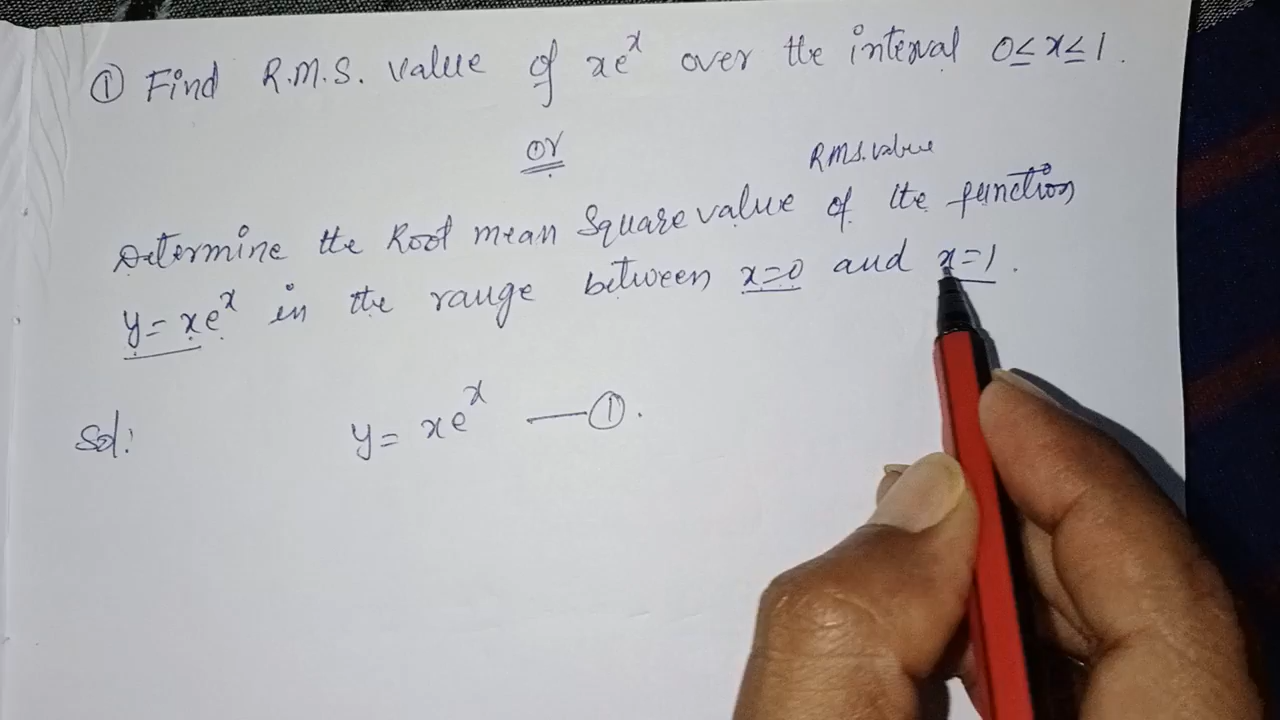 ① Find R.M.S. value of xe^x over the interval 0≤x≤1.
or
R.M.S. value
Determine the Root mean Square value of the function
y=xe^x in the range between x=0 and x=1.
Sol: y= xe^x —①.